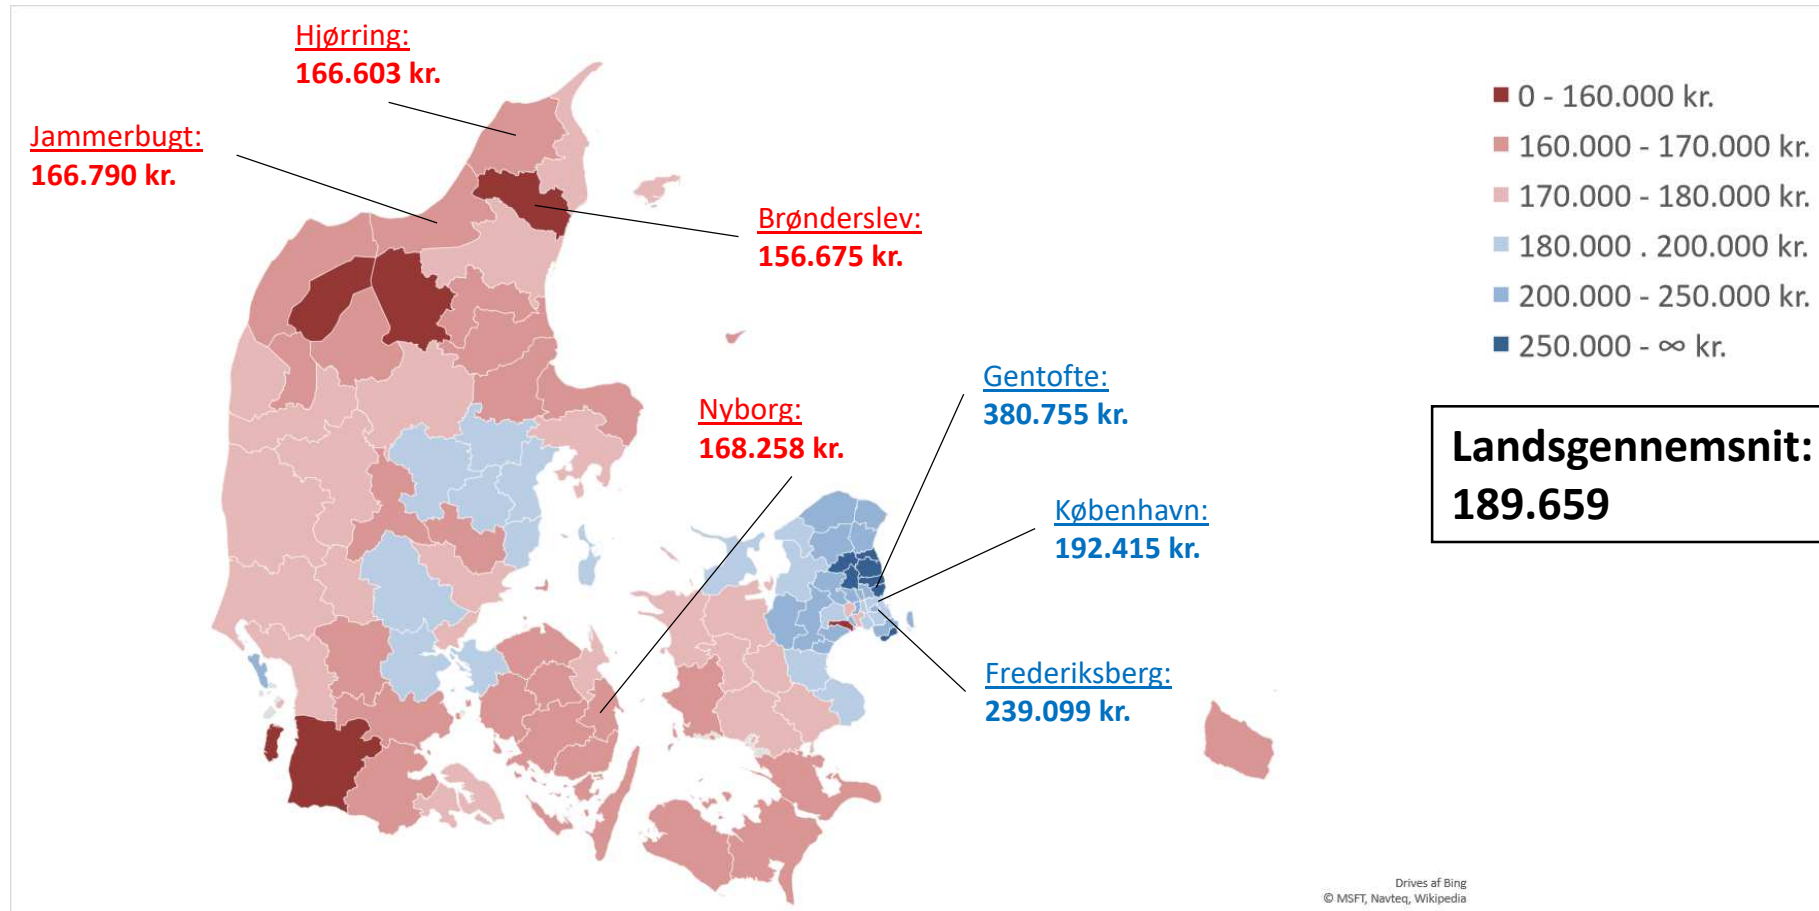 Hjørring:
166.603 kr.
Jammerbugt:
166.790 kr.
Brønderslev:
156.675 kr.
Nyborg:
168.258 kr.
Gentofte:
380.755 kr.
København:
192.415 kr.
Frederiksberg:
239.099 kr.
0 - 160.000 kr.
160.000 - 170.000 kr.
170.000 - 180.000 kr.
180.000 . 200.000 kr.
200.000 - 250.000 kr.
250.000 - ∞ kr.
Landsgennemsnit:
189.659
Drives af Bing
© MSFT, Navteq, Wikipedia